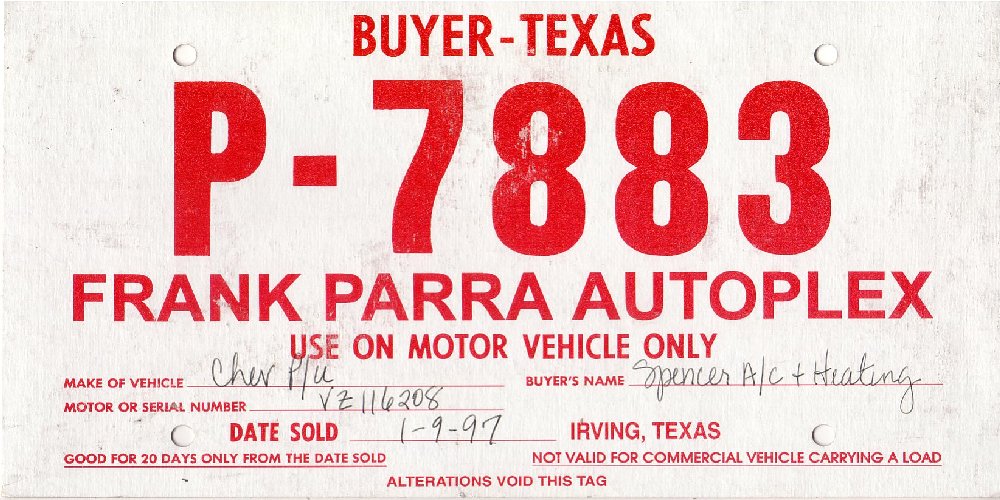 BUYER-TEXAS
P-7883
FRANK PARRA AUTOPLEX
USE ON MOTOR VEHICLE ONLY
MAKE OF VEHICLE Chev P/u BUYER'S NAME Spencer A/C + Heating
MOTOR OR SERIAL NUMBER VZ116208
DATE SOLD 1-9-97 IRVING, TEXAS
GOOD FOR 20 DAYS ONLY FROM THE DATE SOLD NOT VALID FOR COMMERCIAL VEHICLE CARRYING A LOAD
ALTERATIONS VOID THIS TAG